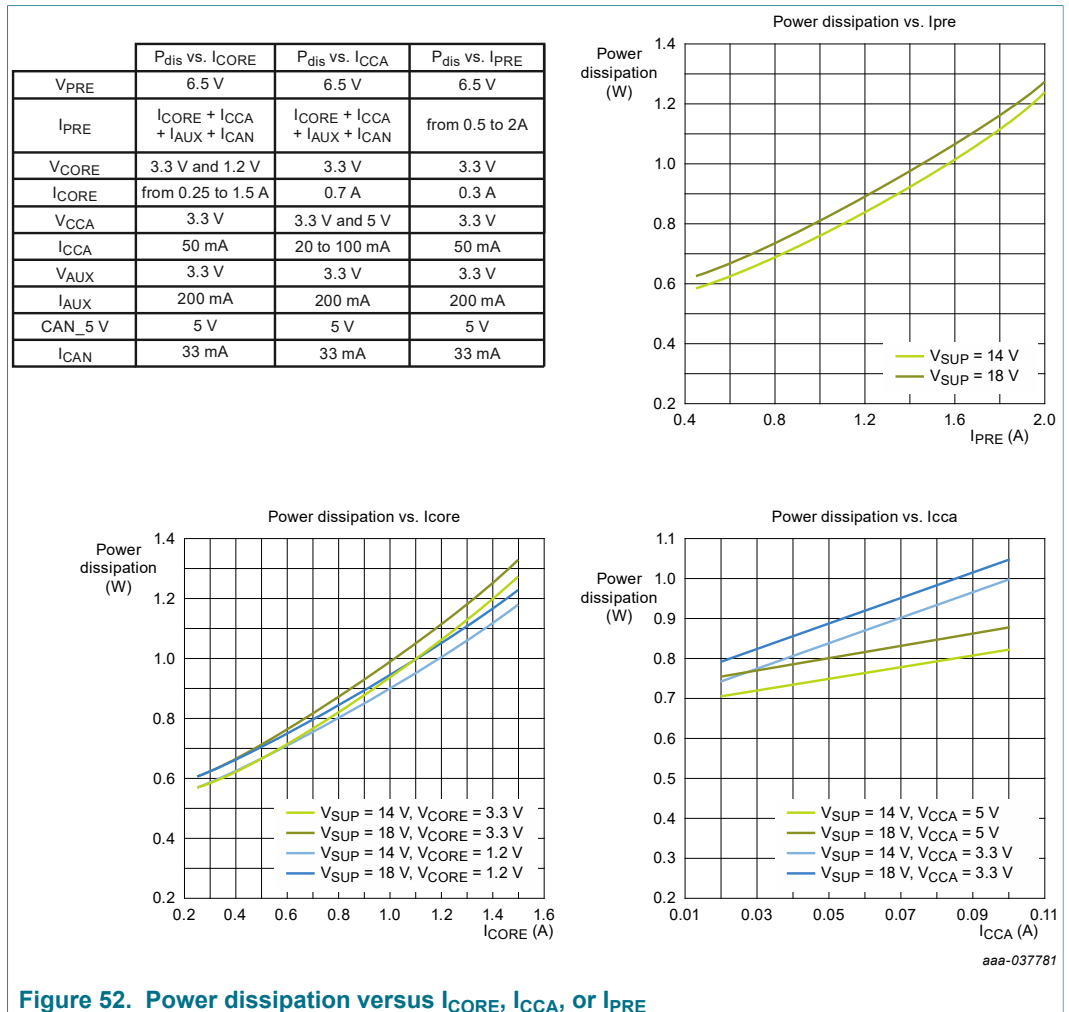 Pdis vs. ICORE Pdis vs. ICCA Pdis vs. IPRE
VPRE 6.5 V 6.5 V 6.5 V
IPRE ICORE + ICCA + IAUX + ICAN ICORE + ICCA + IAUX + ICAN from 0.5 to 2A
VCORE 3.3 V and 1.2 V 3.3 V 3.3 V
ICORE from 0.25 to 1.5 A 0.7 A 0.3 A
VCCA 3.3 V 3.3 V and 5 V 3.3 V
ICCA 50 mA 20 to 100 mA 50 mA
VAUX 3.3 V 3.3 V 3.3 V
IAUX 200 mA 200 mA 200 mA
CAN_5 V 5 V 5 V 5 V
ICAN 33 mA 33 mA 33 mA
Power dissipation vs. Ipre
Power
dissipation
(W)
1.4
1.2
1.0
0.8
0.6
0.4
0.2
VSUP = 14 V
VSUP = 18 V
0.4 0.8 1.2 1.6 2.0
IPRE (A)
Power dissipation vs. Icore
Power
dissipation
(W)
1.4
1.2
1.0
0.8
0.6
0.4
0.2
VSUP = 14 V, VCORE = 3.3 V
VSUP = 18 V, VCORE = 3.3 V
VSUP = 14 V, VCORE = 1.2 V
VSUP = 18 V, VCORE = 1.2 V
0.2 0.4 0.6 0.8 1.0 1.2 1.4 1.6
ICORE (A)
Power dissipation vs. Icca
Power
dissipation
(W)
1.1
1.0
0.9
0.8
0.7
0.6
0.5
0.4
0.3
0.2
VSUP = 14 V, VCCA = 5 V
VSUP = 18 V, VCCA = 5 V
VSUP = 14 V, VCCA = 3.3 V
VSUP = 18 V, VCCA = 3.3 V
0.01 0.03 0.05 0.07 0.09 0.11
ICCA (A)
aaa-037781
Figure 52. Power dissipation versus ICORE, ICCA, or IPRE